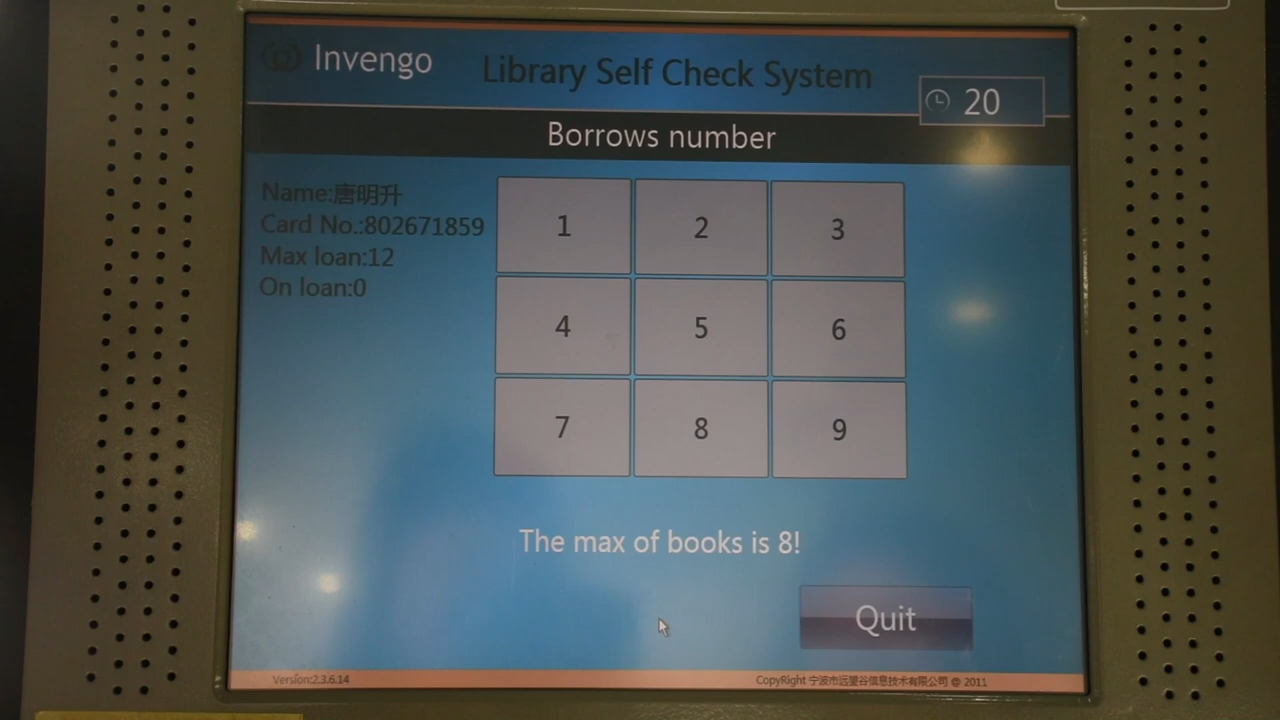 Invengo
Library Self Check System
20
Borrows number
Name:唐明升
Card No.:802671859
Max loan:12
On loan:0
1 2 3
4 5 6
7 8 9
The max of books is 8!
Quit
Version:2.3.6.14
CopyRight 宁波市远望谷信息技术有限公司 @ 2011